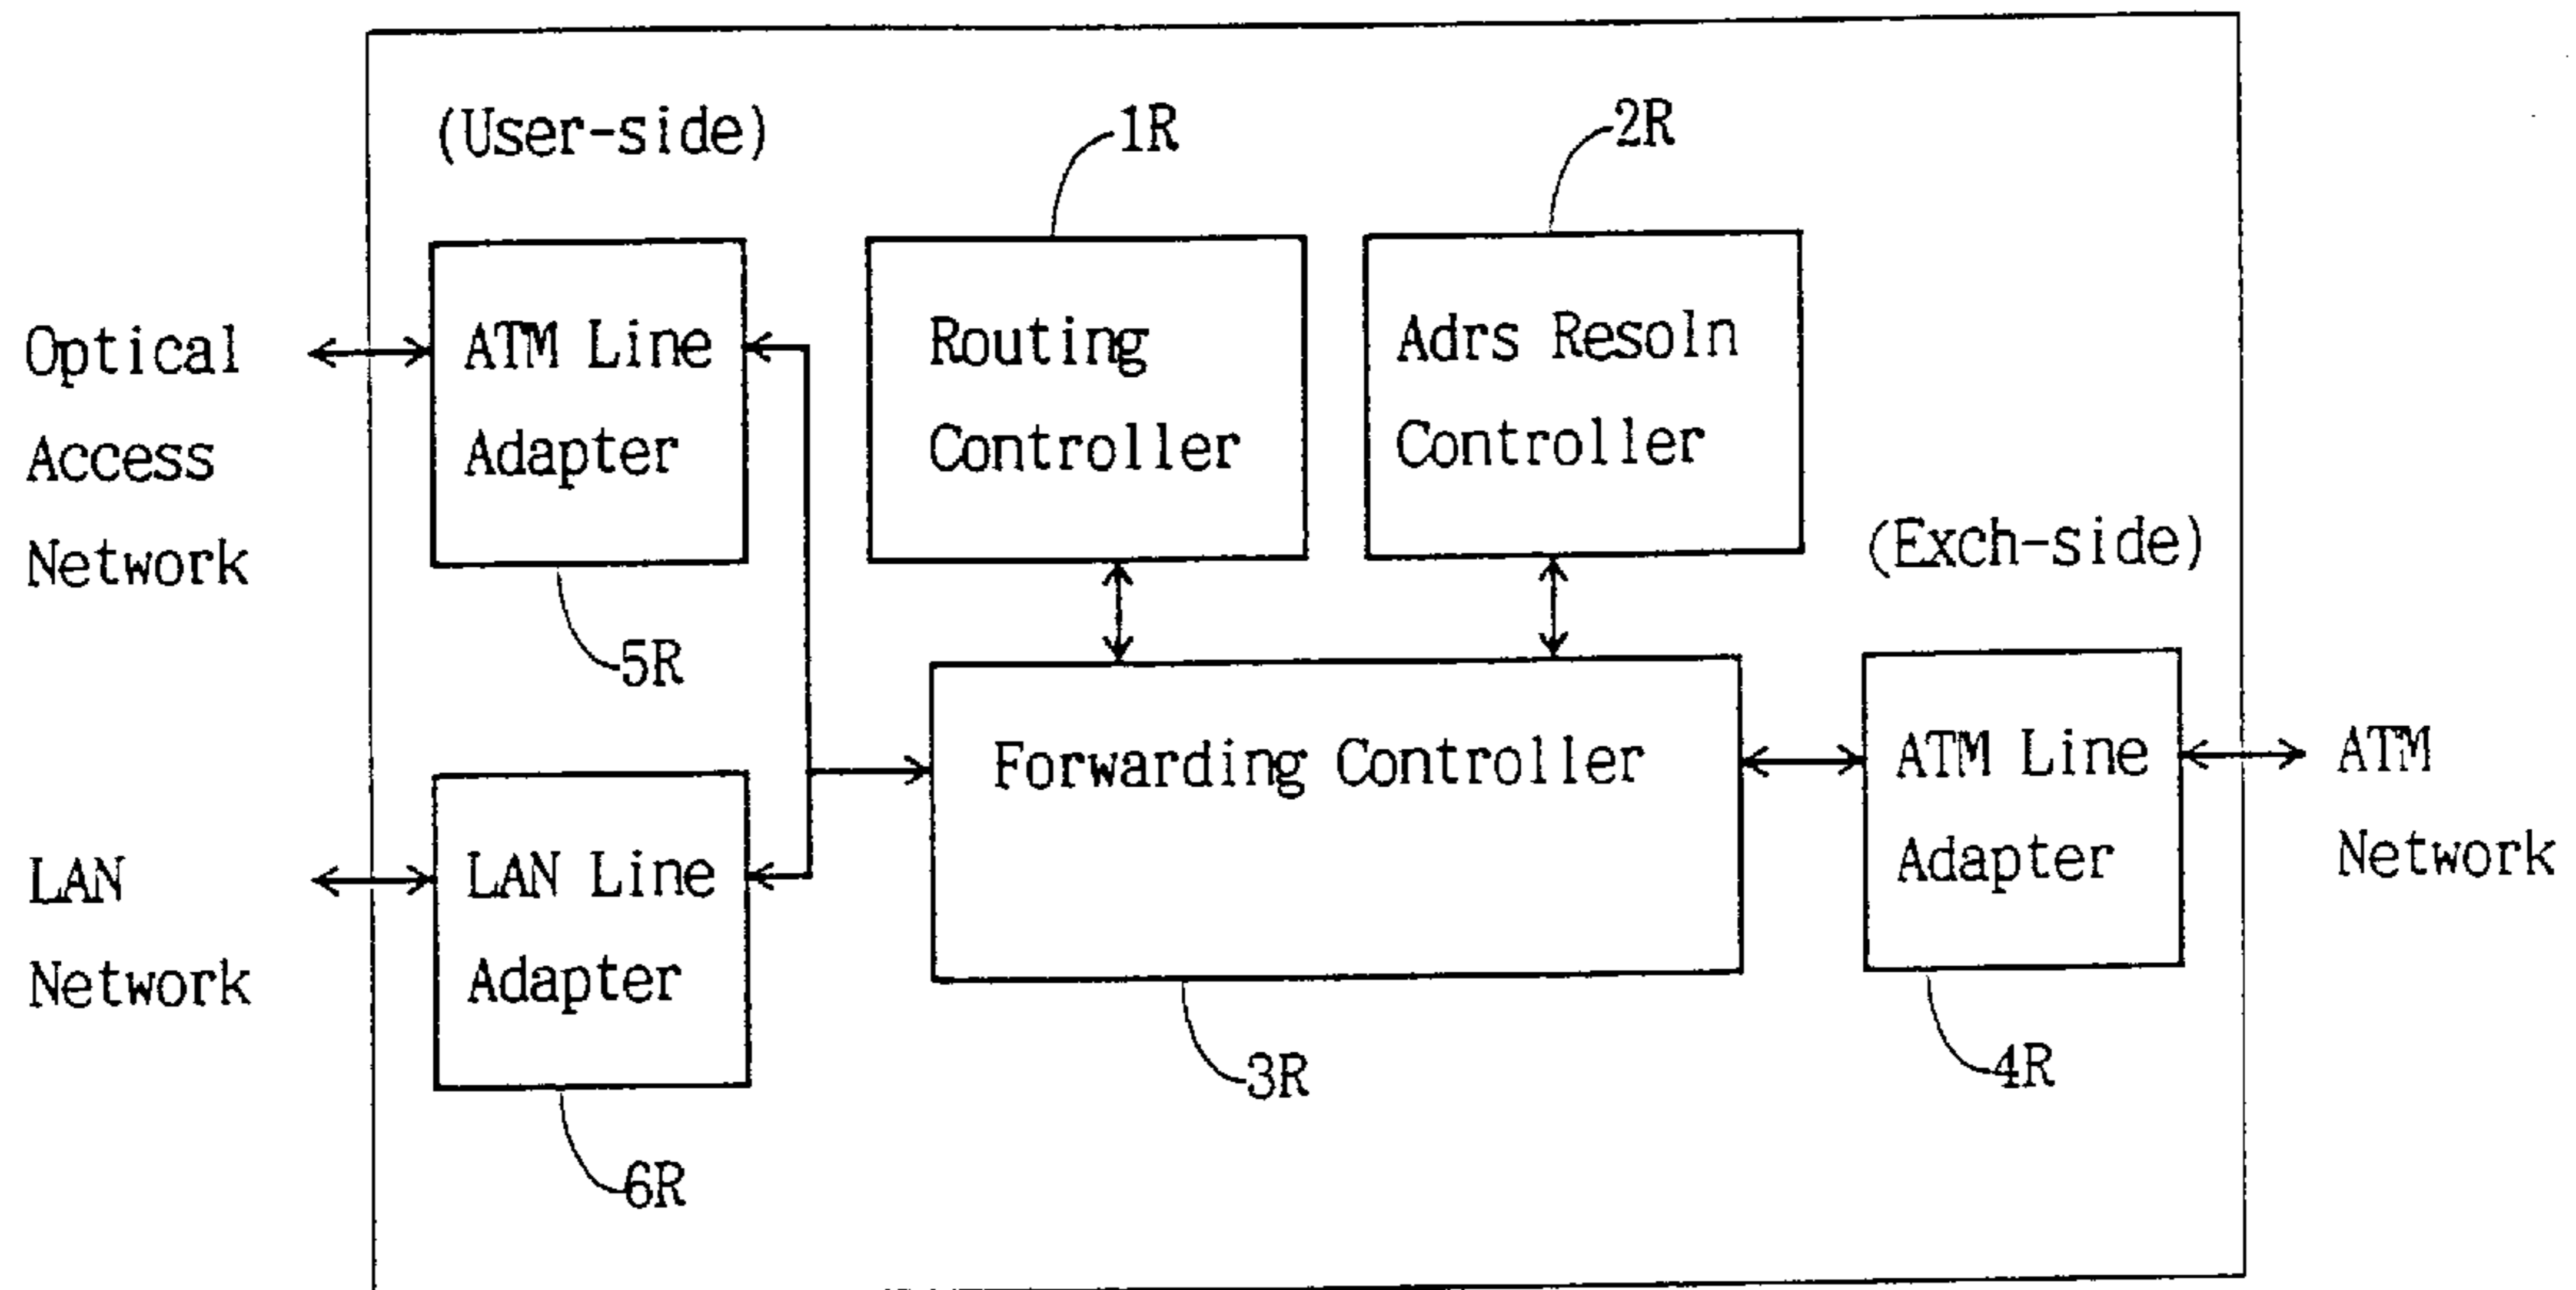 (User-side)
1R
2R
Optical
Access
Network
ATM Line
Adapter
Routing
Controller
Adrs Resoln
Controller
(Exch-side)
5R
Forwarding Controller
ATM Line
Adapter
ATM
Network
LAN
Network
LAN Line
Adapter
3R
4R
6R